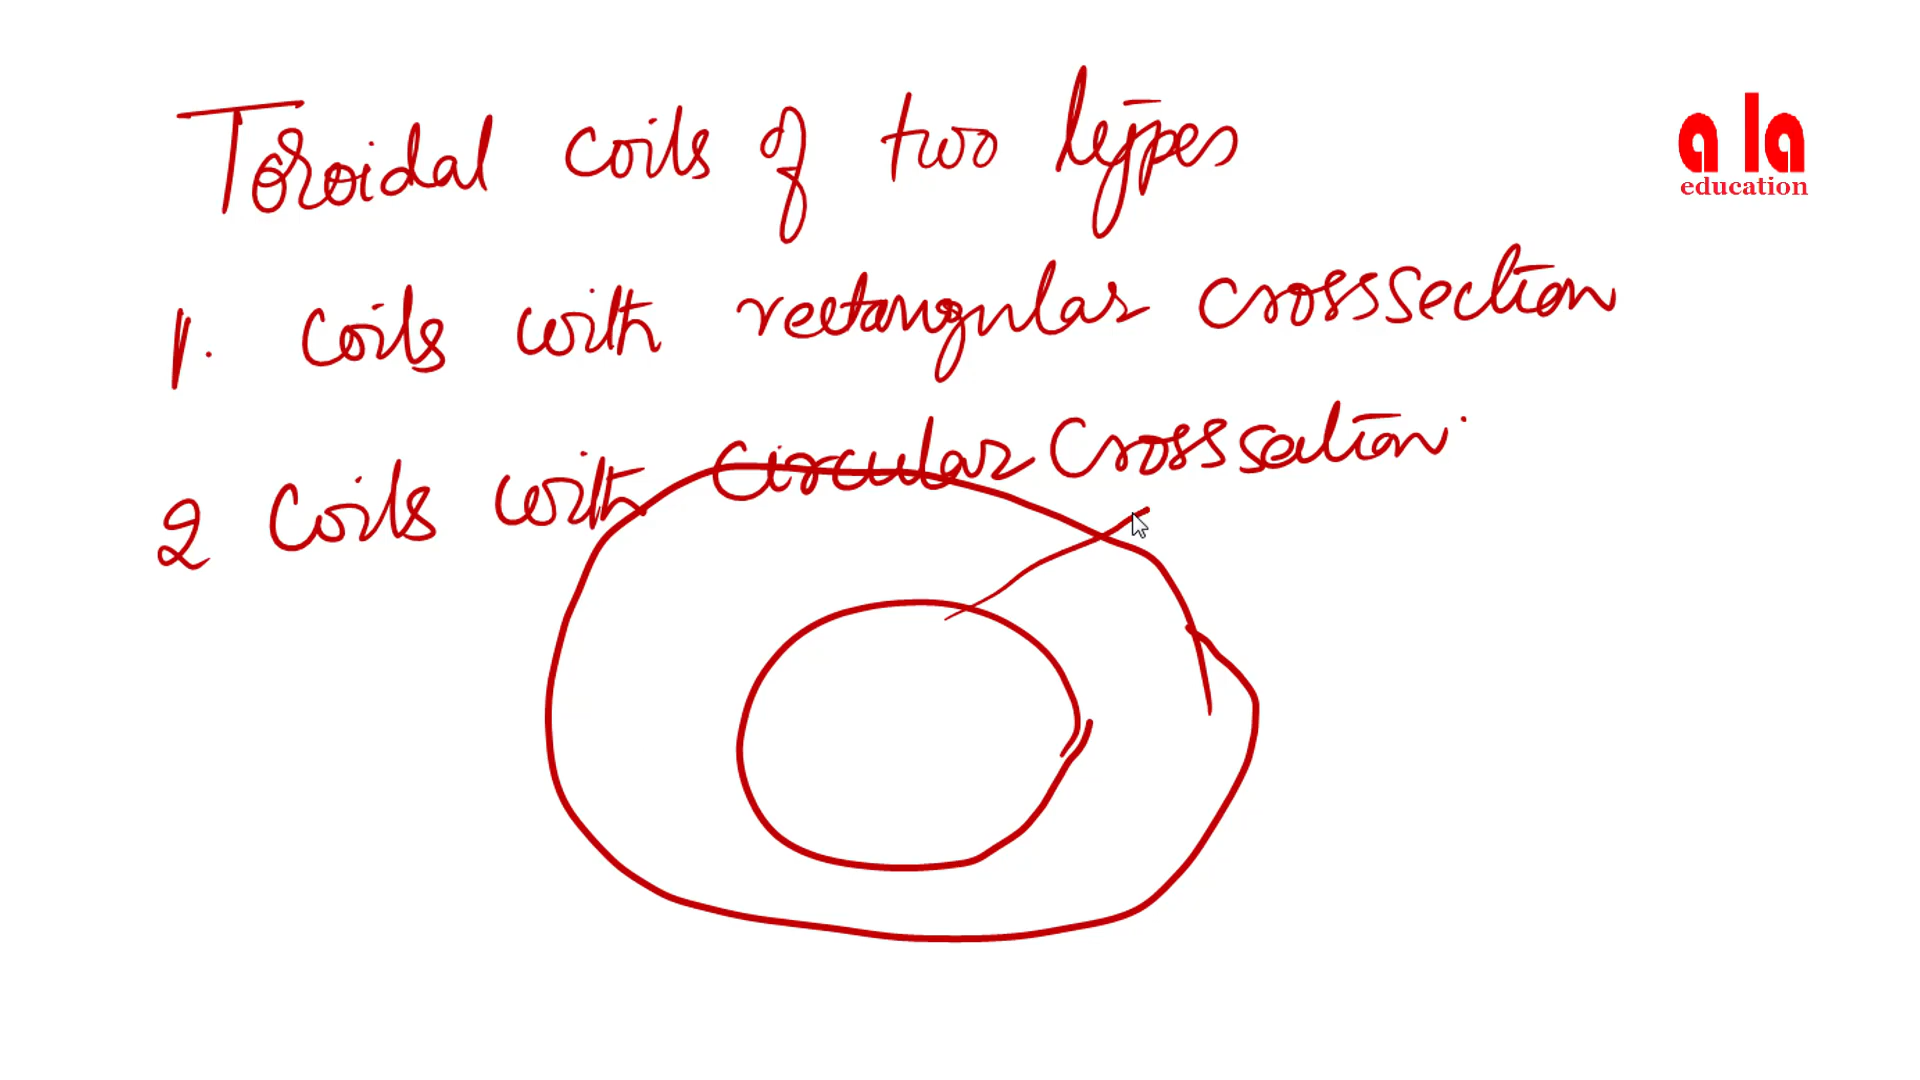 Toroidal coils of two types
a la
education
1. Coils with rectangular crosssection
2 Coils with circular Crosssection.